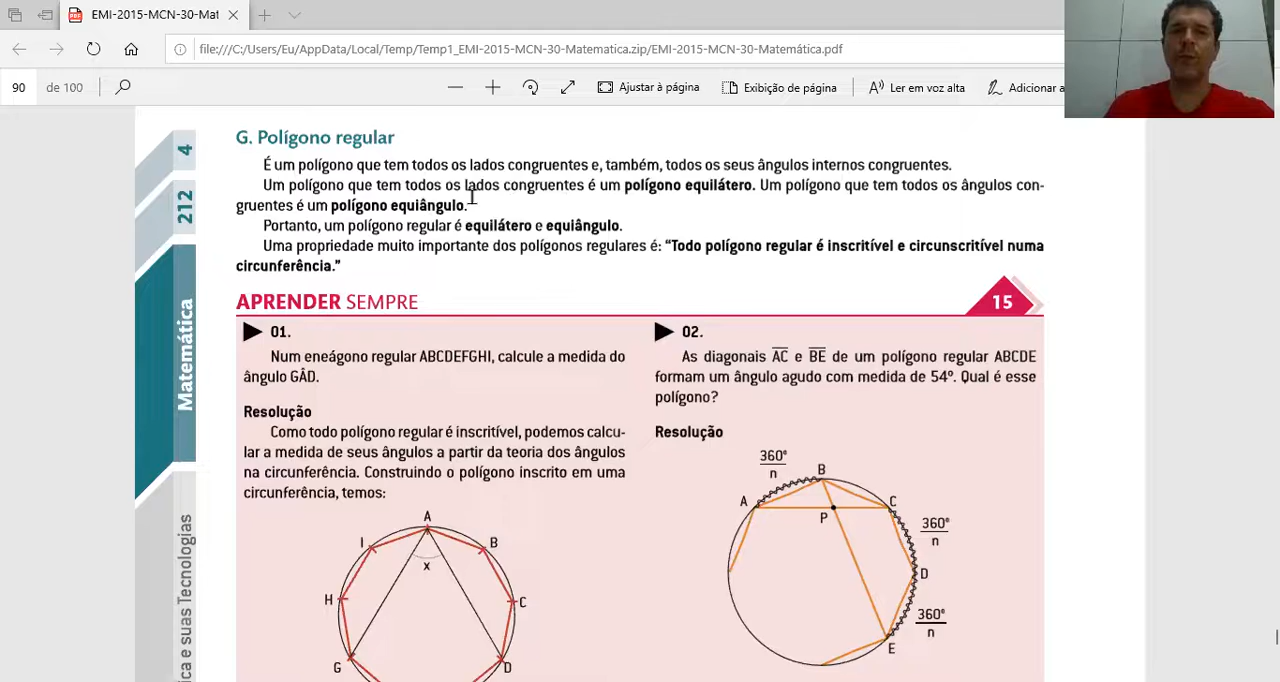 EMI-2015-MCN-30-Mat
file:///C:/Users/Eu/AppData/Local/Temp/Temp1_EMI-2015-MCN-30-Matematica.zip/EMI-2015-MCN-30-Matemática.pdf
90 de 100 Ajustar à página Exibição de página Ler em voz alta Adicionar a
4
212
Matemática
ica e suas Tecnologias
G. Polígono regular
É um polígono que tem todos os lados congruentes e, também, todos os seus ângulos internos congruentes.
Um polígono que tem todos os lados congruentes é um polígono equilátero. Um polígono que tem todos os ângulos con-
gruentes é um polígono equiângulo.
Portanto, um polígono regular é equilátero e equiângulo.
Uma propriedade muito importante dos polígonos regulares é: “Todo polígono regular é inscritível e circunscritível numa
circunferência.”
APRENDER SEMPRE
15
01.
Num eneágono regular ABCDEFGHI, calcule a medida do
ângulo GÂD.
Resolução
Como todo polígono regular é inscritível, podemos calcu-
lar a medida de seus ângulos a partir da teoria dos ângulos
na circunferência. Construindo o polígono inscrito em uma
circunferência, temos:
A
I B
x
H C
G D
02.
As diagonais AC e BE de um polígono regular ABCDE
formam um ângulo agudo com medida de 54º. Qual é esse
polígono?
Resolução
360º
n
B
A C
P
360º
n
D
360º
n
E